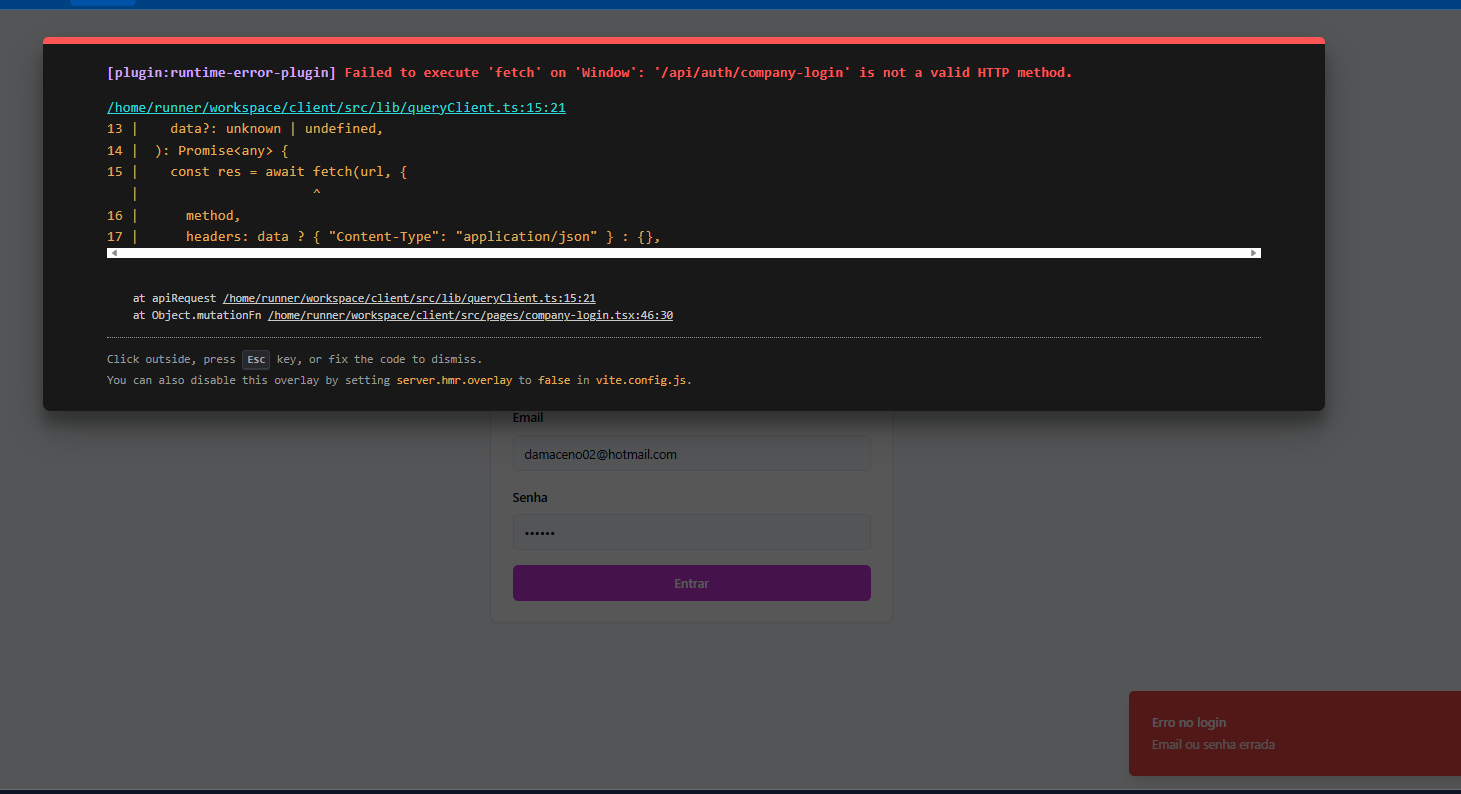 [plugin:runtime-error-plugin] Failed to execute 'fetch' on 'Window': '/api/auth/company-login' is not a valid HTTP method.
/home/runner/workspace/client/src/lib/queryClient.ts:15:21
13 |    data?: unknown | undefined,
14 |  ): Promise<any> {
15 |    const res = await fetch(url, {
   |                      ^
16 |      method,
17 |      headers: data ? { "Content-Type": "application/json" } : {},
at apiRequest /home/runner/workspace/client/src/lib/queryClient.ts:15:21
at Object.mutationFn /home/runner/workspace/client/src/pages/company-login.tsx:46:30
Click outside, press Esc key, or fix the code to dismiss.
You can also disable this overlay by setting server.hmr.overlay to false in vite.config.js.
Email
damaceno02@hotmail.com
Senha
••••••
Entrar
Erro no login
Email ou senha errada